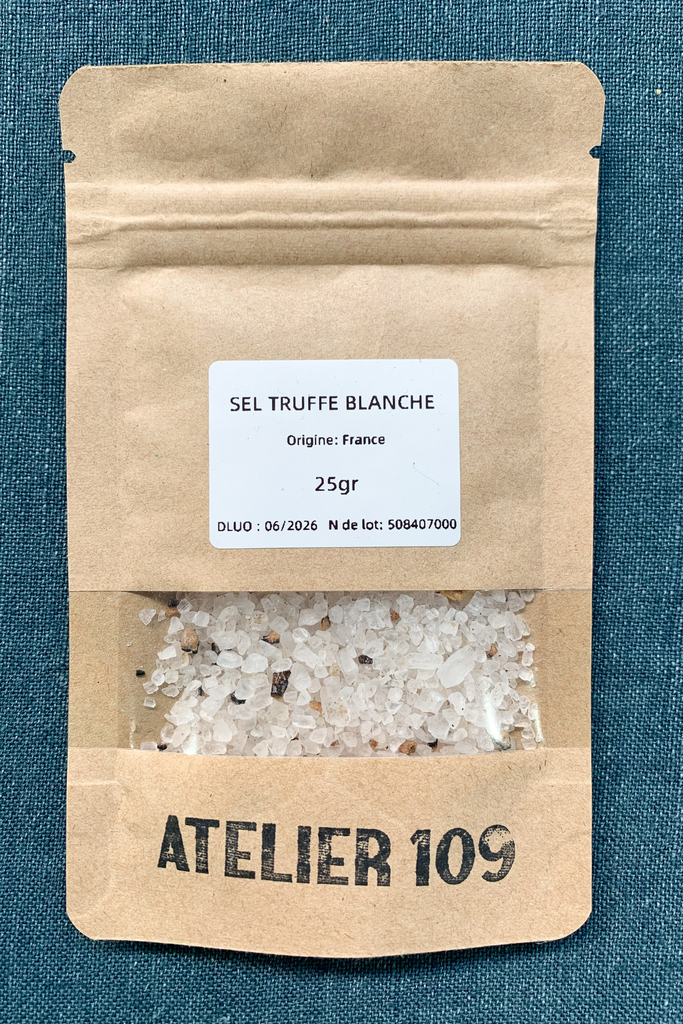 SEL TRUFFE BLANCHE
Origine: France
25gr
DLUO : 06/2026 N de lot: 508407000
ATELIER 109